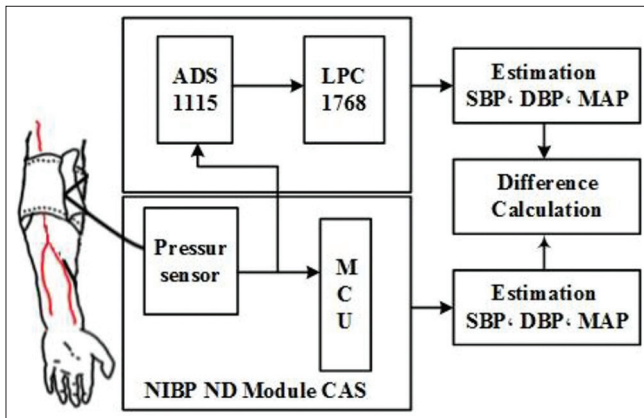 ADS
1115
LPC
1768
Estimation
SBP، DBP، MAP
Difference
Calculation
Pressur
sensor
M
C
U
Estimation
SBP، DBP، MAP
NIBP ND Module CAS